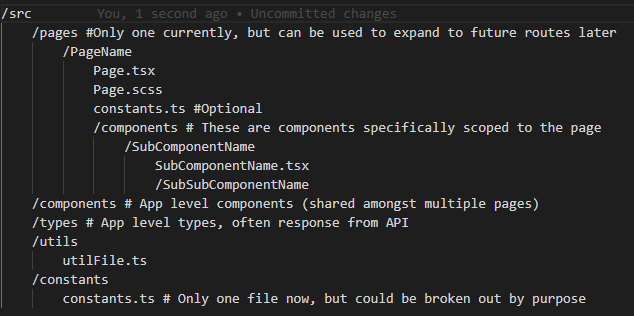 /src You, 1 second ago • Uncommitted changes
/pages #Only one currently, but can be used to expand to future routes later
/PageName
Page.tsx
Page.scss
constants.ts #Optional
/components # These are components specifically scoped to the page
/SubComponentName
SubComponentName.tsx
/SubSubComponentName
/components # App level components (shared amongst multiple pages)
/types # App level types, often response from API
/utils
utilFile.ts
/constants
constants.ts # Only one file now, but could be broken out by purpose